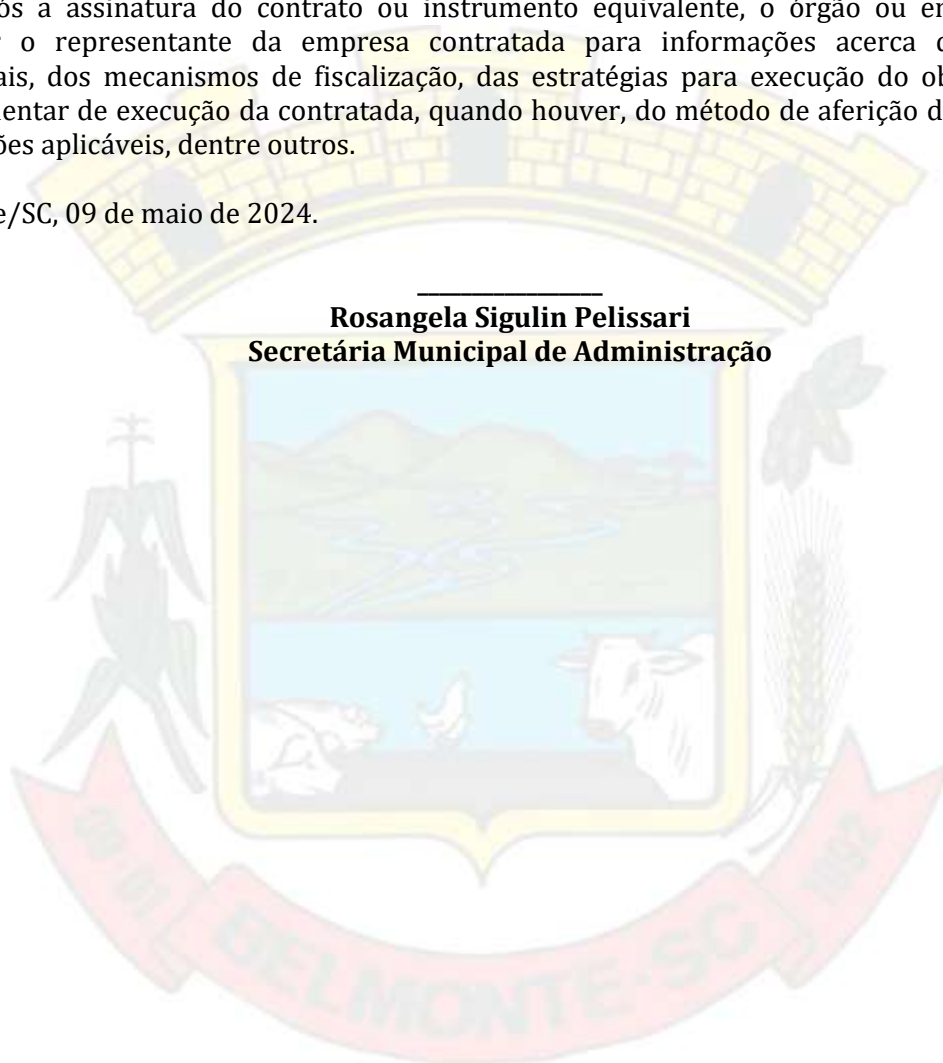 ós a assinatura do contrato ou instrumento equivalente, o órgão ou en
r o representante da empresa contratada para informações acerca d
ais, dos mecanismos de fiscalização, das estratégias para execução do ob
entar de execução da contratada, quando houver, do método de aferição d
ões aplicáveis, dentre outros.
e/SC, 09 de maio de 2024.
Rosangela Sigulin Pelissari
Secretária Municipal de Administração
BELMONTE-SC